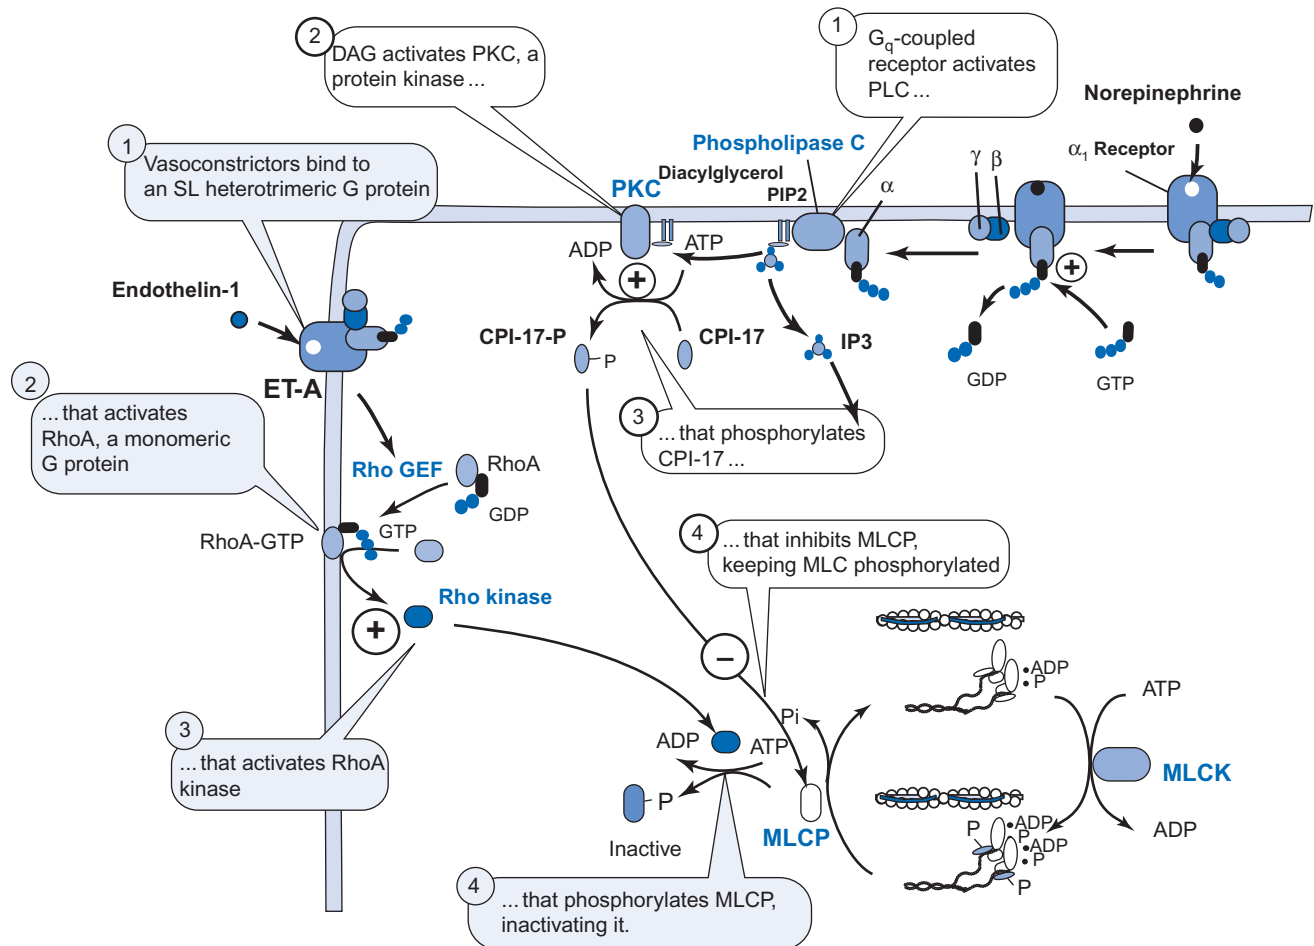 2
DAG activates PKC, a
protein kinase ...
1
Gq-coupled
receptor activates
PLC ...
Norepinephrine
α1 Receptor
1
Vasoconstrictors bind to
an SL heterotrimeric G protein
Phospholipase C
Diacylglycerol
PKC
PIP2
α
γ
β
ADP
ATP
+
+
Endothelin-1
ET-A
CPI-17-P
CPI-17
P
IP3
GDP
GTP
2
... that activates
RhoA, a monomeric
G protein
3
... that phosphorylates
CPI-17 ...
Rho GEF
RhoA
GDP
RhoA-GTP
GTP
4
... that inhibits MLCP,
keeping MLC phosphorylated
Rho kinase
+
–
•ADP
•P
ATP
Pi
3
... that activates RhoA
kinase
ADP
ATP
MLCK
P
MLCP
Inactive
P
•ADP
P
•ADP
•P
P
ADP
4
... that phosphorylates MLCP,
inactivating it.